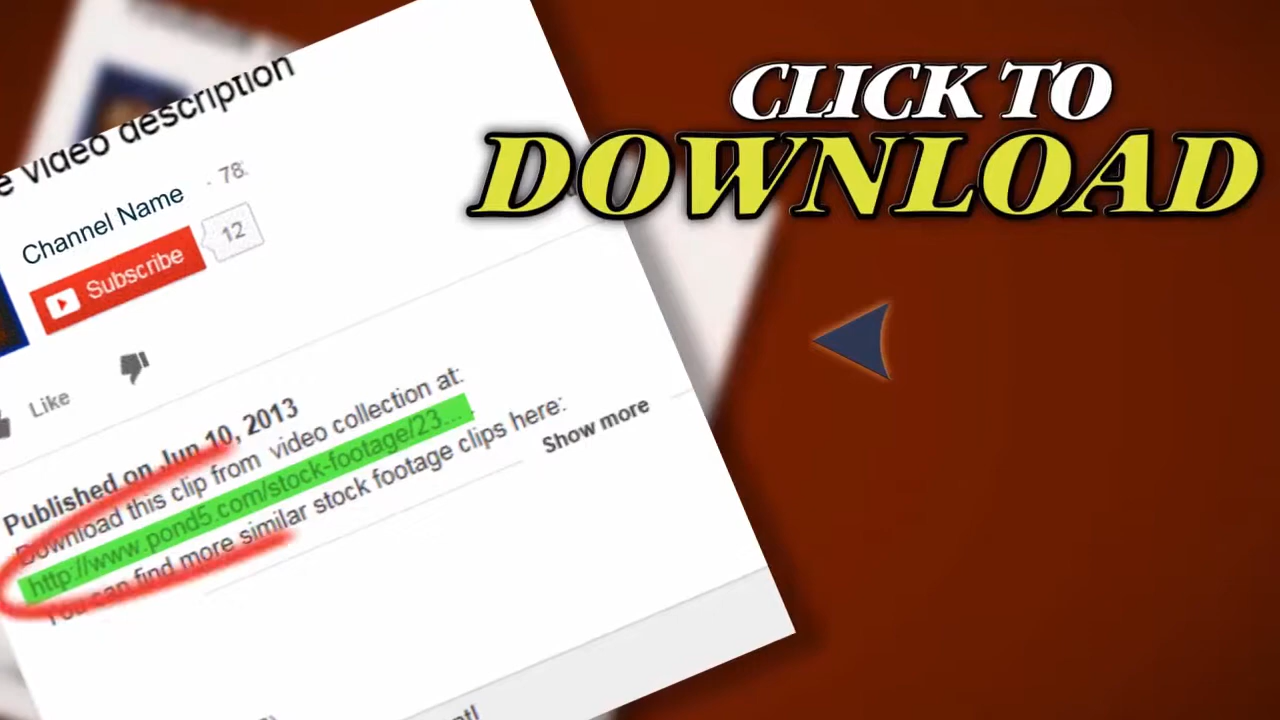 CLICK TO
DOWNLOAD
video description
Channel Name
78
Subscribe
12
Like
Published on Jun 10, 2013
Download this clip from video collection at:
http://www.pond5.com/stock-footage/23...
You can find more similar stock footage clips here:
Show more